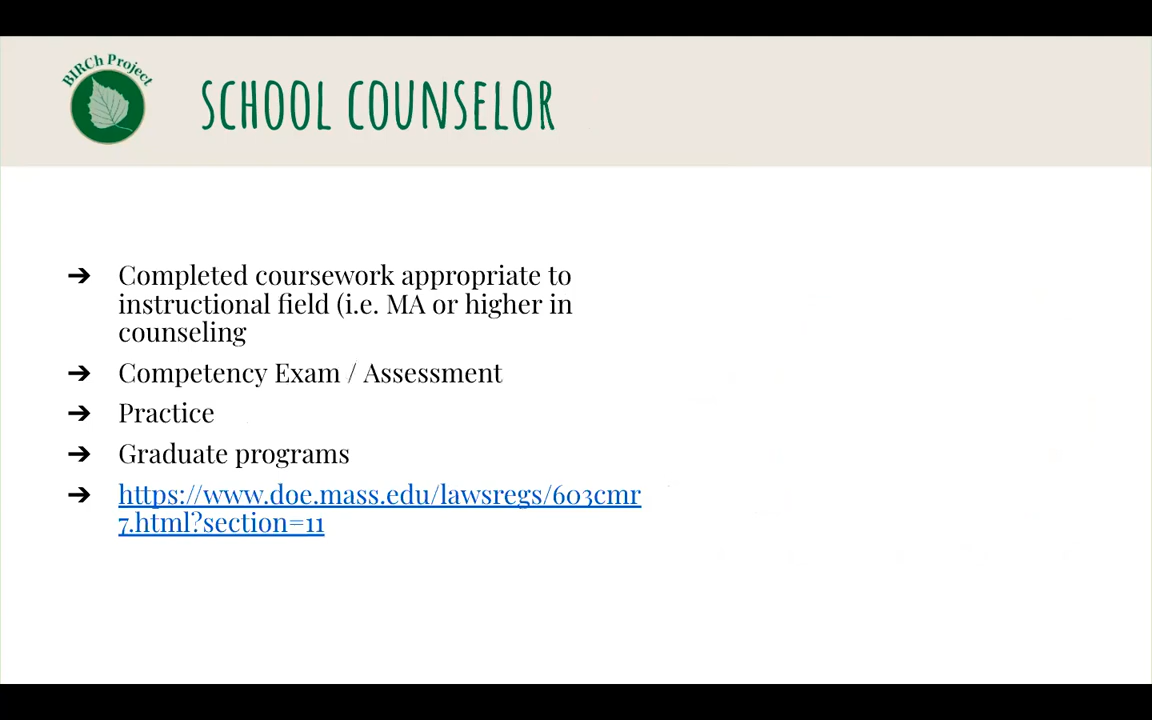 BIRCh Project
SCHOOL COUNSELOR
➔ Completed coursework appropriate to
instructional field (i.e. MA or higher in
counseling
➔ Competency Exam / Assessment
➔ Practice
➔ Graduate programs
➔ https://www.doe.mass.edu/lawsregs/603cmr
7.html?section=11